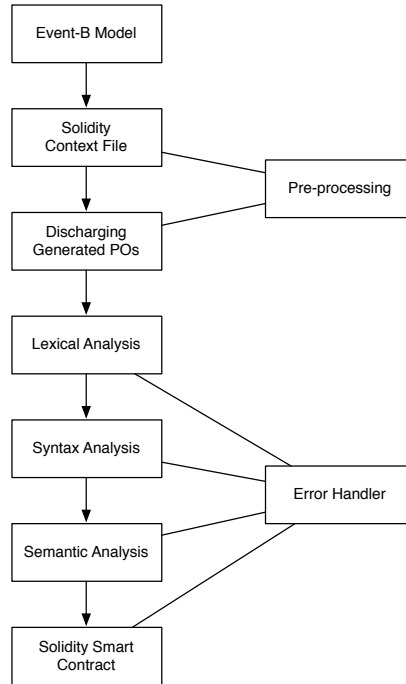 Event-B Model
Solidity
Context File
Pre-processing
Discharging
Generated POs
Lexical Analysis
Syntax Analysis
Error Handler
Semantic Analysis
Solidity Smart
Contract